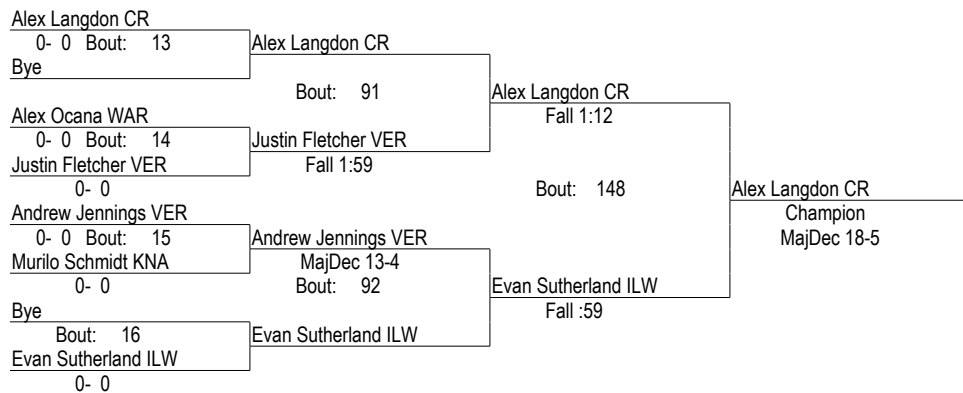 Alex Langdon CR
0- 0 Bout: 13
Alex Langdon CR
Bye
Bout: 91
Alex Langdon CR
Alex Ocana WAR
Fall 1:12
0- 0 Bout: 14
Justin Fletcher VER
Justin Fletcher VER
Fall 1:59
0- 0
Bout: 148
Alex Langdon CR
Andrew Jennings VER
Champion
0- 0 Bout: 15
Andrew Jennings VER
MajDec 18-5
Murilo Schmidt KNA
MajDec 13-4
0- 0
Bout: 92
Evan Sutherland ILW
Bye
Fall :59
Bout: 16
Evan Sutherland ILW
Evan Sutherland ILW
0- 0